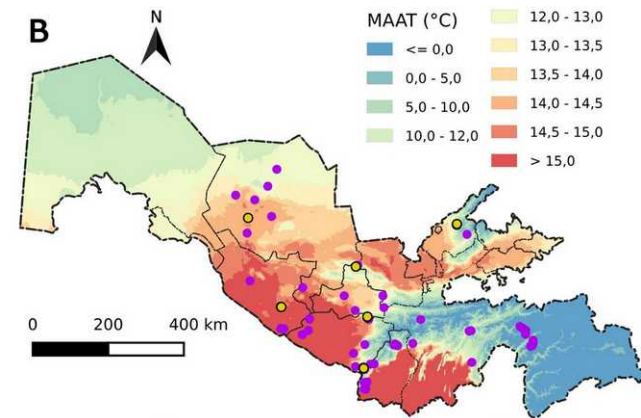 B
N
MAAT (°C)
<= 0,0
0,0 - 5,0
5,0 - 10,0
10,0 - 12,0
12,0 - 13,0
13,0 - 13,5
13,5 - 14,0
14,0 - 14,5
14,5 - 15,0
> 15,0
0 200 400 km